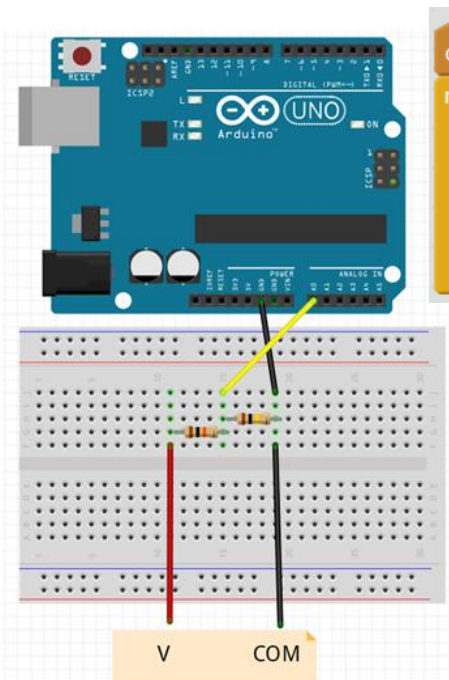 RESET
ICSP2
AREF
GND
13
12
~11
~10
~9
8
7
~6
~5
4
~3
2
TX▸1
RX◂0
DIGITAL (PWM=~)
L
TX
RX
UNO
Arduino™
ON
1
ICSP
POWER
ANALOG IN
IOREF
RESET
3V3
5V
GND
GND
VIN
A0
A1
A2
A3
A4
A5
V
COM